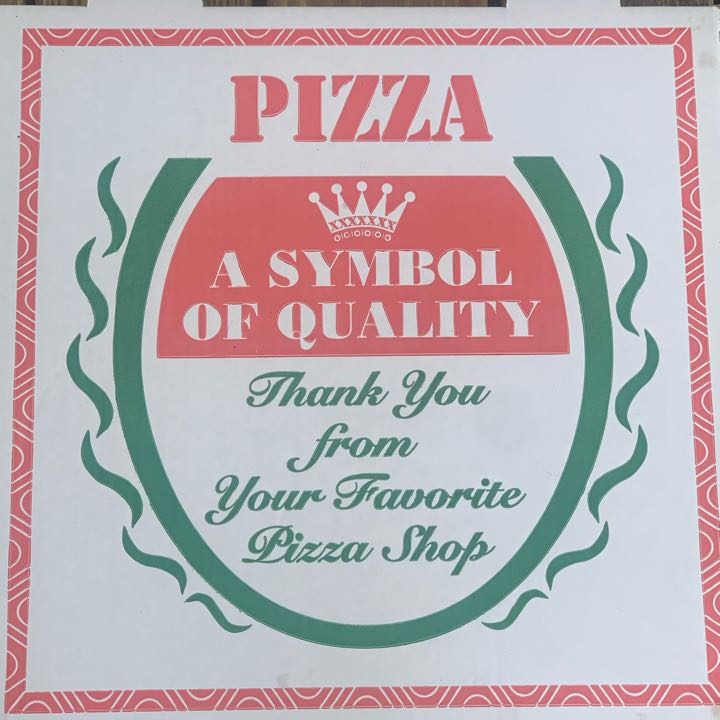 PIZZA
A SYMBOL
OF QUALITY
Thank You
from
Your Favorite
Pizza Shop